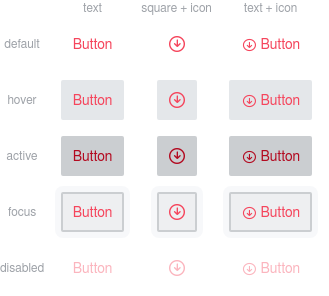 text square + icon text + icon
default Button Button
hover Button Button
active Button Button
focus Button Button
disabled Button Button